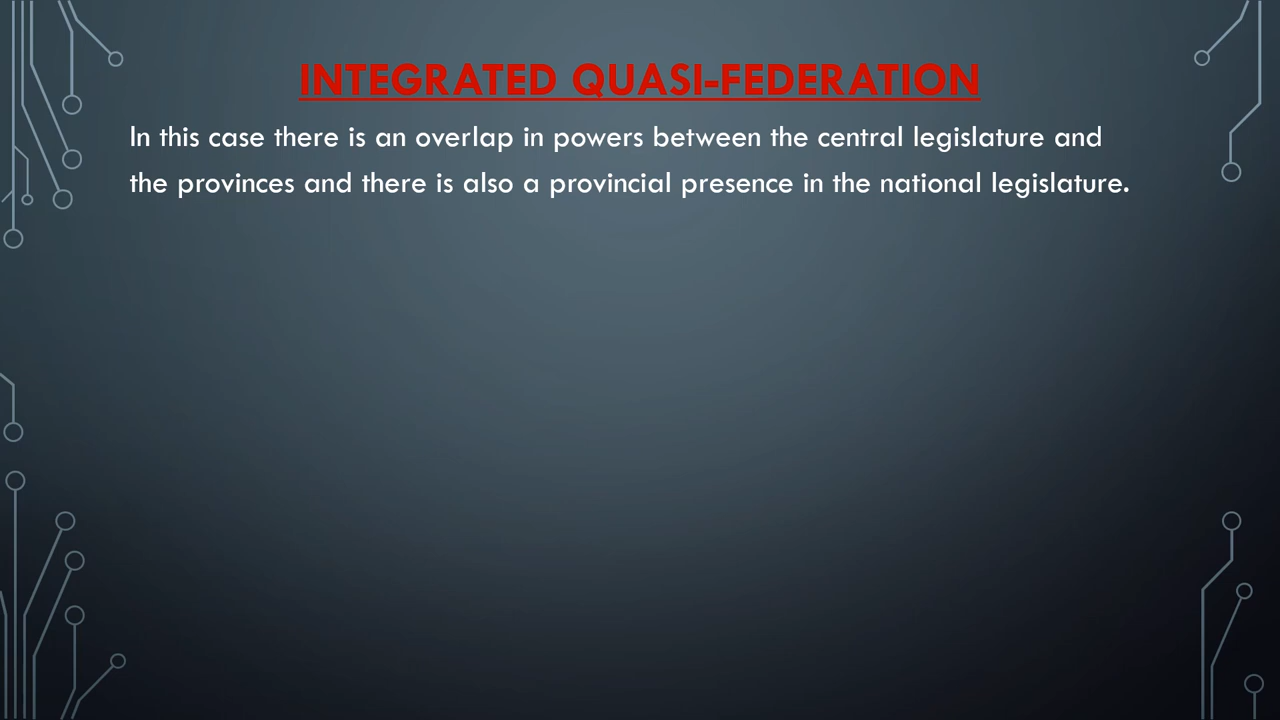 INTEGRATED QUASI-FEDERATION
In this case there is an overlap in powers between the central legislature and
the provinces and there is also a provincial presence in the national legislature.